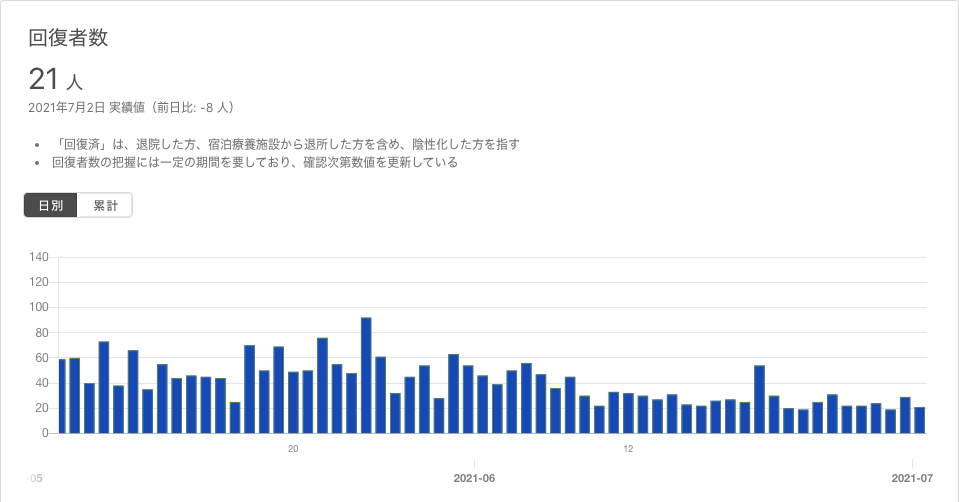 回復者数
21 人
2021年7月2日 実績値（前日比: -8 人）
• 「回復済」は、退院した方、宿泊療養施設から退所した方を含め、陰性化した方を指す
• 回復者数の把握には一定の期間を要しており、確認次第数値を更新している
日別 累計
140
120
100
80
60
40
20
0
20 12
-05 2021-06 2021-07